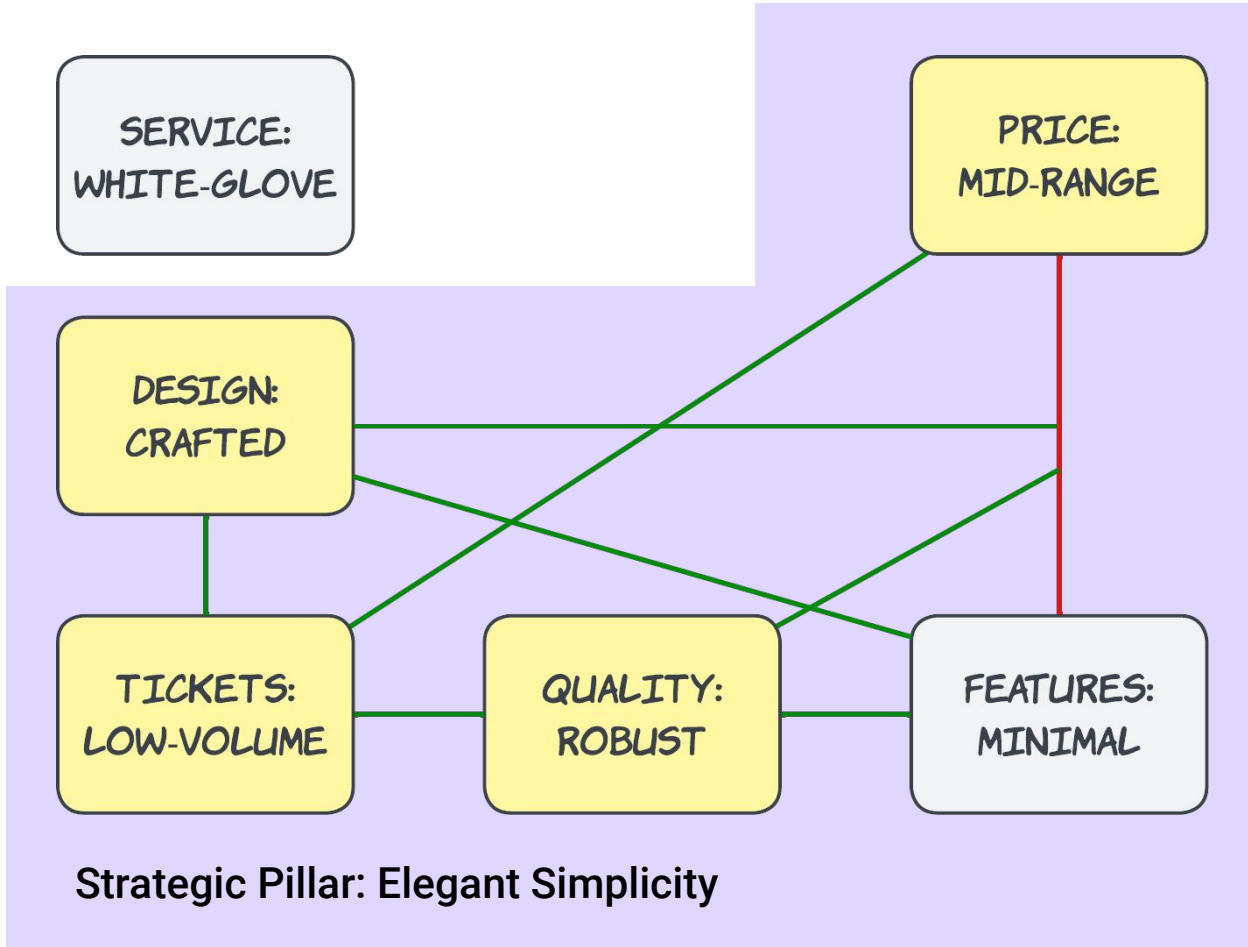 SERVICE:
WHITE-GLOVE
PRICE:
MID-RANGE
DESIGN:
CRAFTED
TICKETS:
LOW-VOLUME
QUALITY:
ROBUST
FEATURES:
MINIMAL
Strategic Pillar: Elegant Simplicity